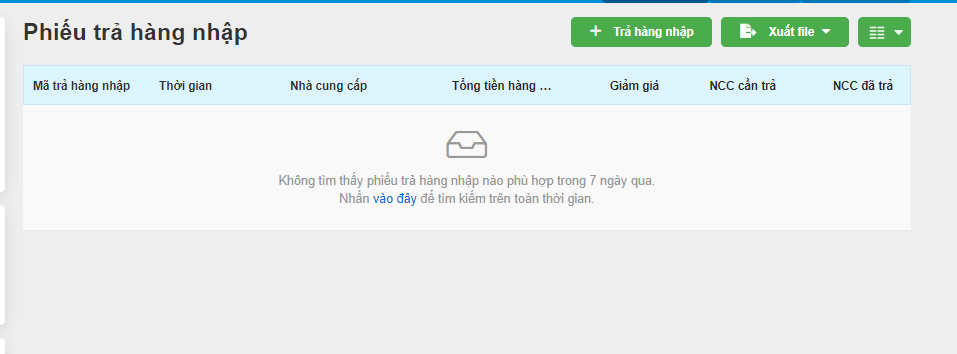 Phiếu trả hàng nhập
Trả hàng nhập
Xuất file
Mã trả hàng nhập Thời gian Nhà cung cấp Tổng tiền hàng ... Giảm giá NCC cần trả NCC đã trả
Không tìm thấy phiếu trả hàng nhập nào phù hợp trong 7 ngày qua.
Nhấn vào đây để tìm kiếm trên toàn thời gian.